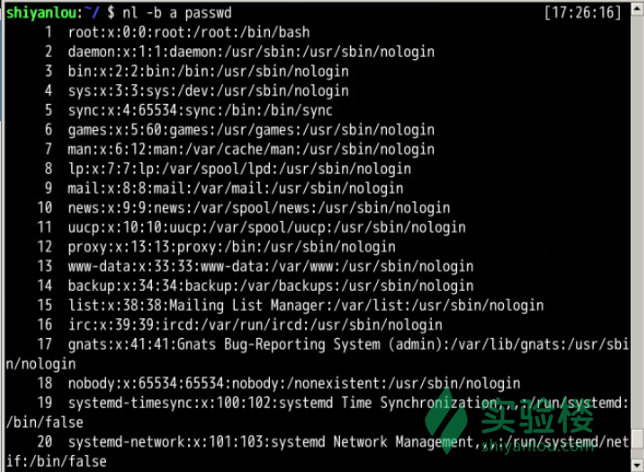 shiyanlou:~/ $ nl -b a passwd [17:26:16]
1 root:x:0:0:root:/root:/bin/bash
2 daemon:x:1:1:daemon:/usr/sbin:/usr/sbin/nologin
3 bin:x:2:2:bin:/bin:/usr/sbin/nologin
4 sys:x:3:3:sys:/dev:/usr/sbin/nologin
5 sync:x:4:65534:sync:/bin:/bin/sync
6 games:x:5:60:games:/usr/games:/usr/sbin/nologin
7 man:x:6:12:man:/var/cache/man:/usr/sbin/nologin
8 lp:x:7:7:lp:/var/spool/lpd:/usr/sbin/nologin
9 mail:x:8:8:mail:/var/mail:/usr/sbin/nologin
10 news:x:9:9:news:/var/spool/news:/usr/sbin/nologin
11 uucp:x:10:10:uucp:/var/spool/uucp:/usr/sbin/nologin
12 proxy:x:13:13:proxy:/bin:/usr/sbin/nologin
13 www-data:x:33:33:www-data:/var/www:/usr/sbin/nologin
14 backup:x:34:34:backup:/var/backups:/usr/sbin/nologin
15 list:x:38:38:Mailing List Manager:/var/list:/usr/sbin/nologin
16 irc:x:39:39:ircd:/var/run/ircd:/usr/sbin/nologin
17 gnats:x:41:41:Gnats Bug-Reporting System (admin):/var/lib/gnats:/usr/sbi
n/nologin
18 nobody:x:65534:65534:nobody:/nonexistent:/usr/sbin/nologin
19 systemd-timesync:x:100:102:systemd Time Synchronization,,,:/run/systemd:
/bin/false
20 systemd-network:x:101:103:systemd Network Management,,,:/run/systemd/net
if:/bin/false
实验楼
shiyanlou.com